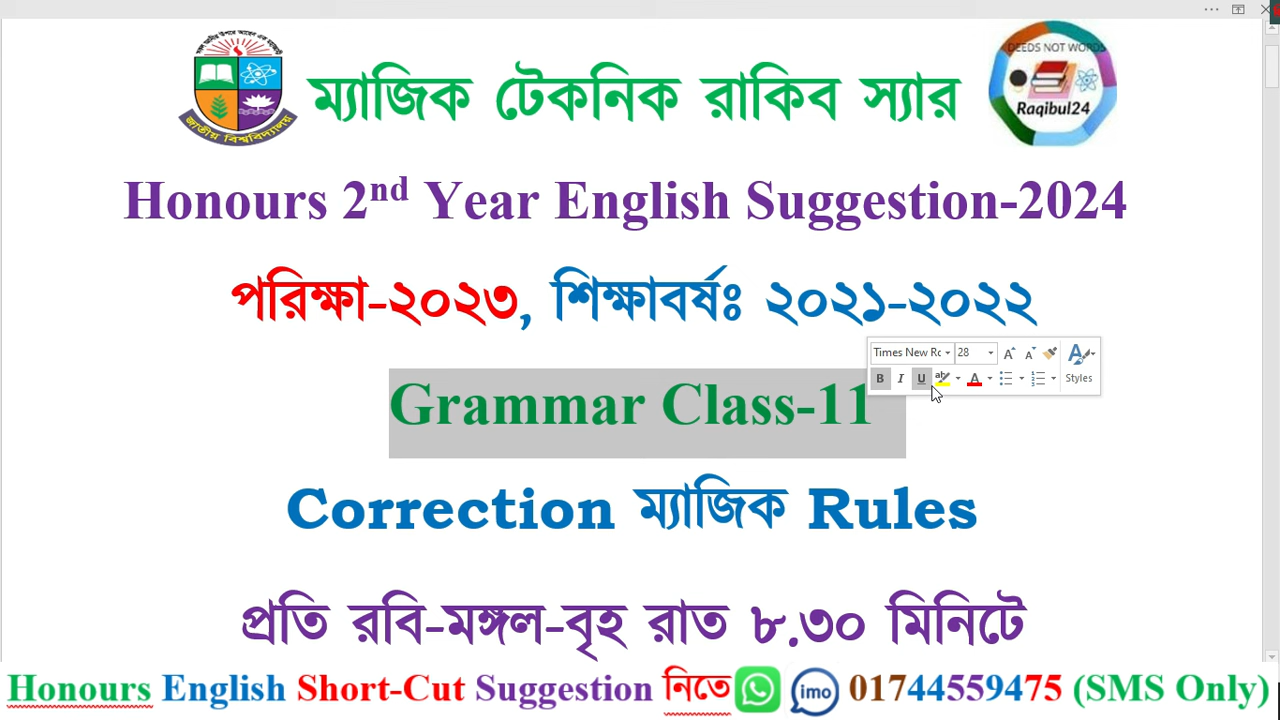 ম্যাজিক টেকনিক রাকিব স্যার
জাতীয় বিশ্ববিদ্যালয়
DEEDS NOT WORDS
Raqibul24
Honours 2nd Year English Suggestion-2024
পরিক্ষা-২০২৩, শিক্ষাবর্ষঃ ২০২১-২০২২
Times New Rc 28
B I U Styles
Grammar Class-11
Correction ম্যাজিক Rules
প্রতি রবি-মঙ্গল-বৃহ রাত ৮.৩০ মিনিটে
Honours English Short-Cut Suggestion নিতে imo 01744559475 (SMS Only)